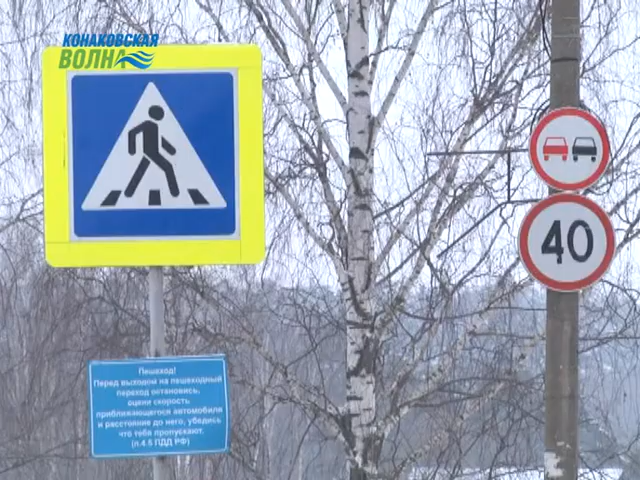 КОНАКОВСКАЯ
ВОЛНА
40
Пешеход!
Перед выходом на пешеходный
переход остановись,
оцени скорость
приближающегося автомобиля
и расстояние до него, убедись
что тебя пропускают.
(п.4.5 ПДД РФ)